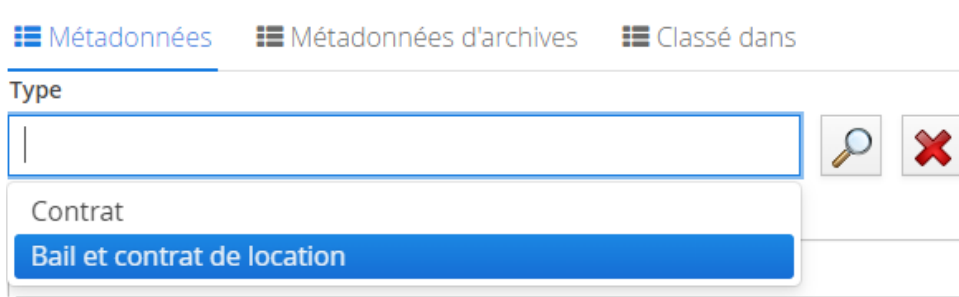 Métadonnées Métadonnées d'archives Classé dans
Type
Contrat
Bail et contrat de location